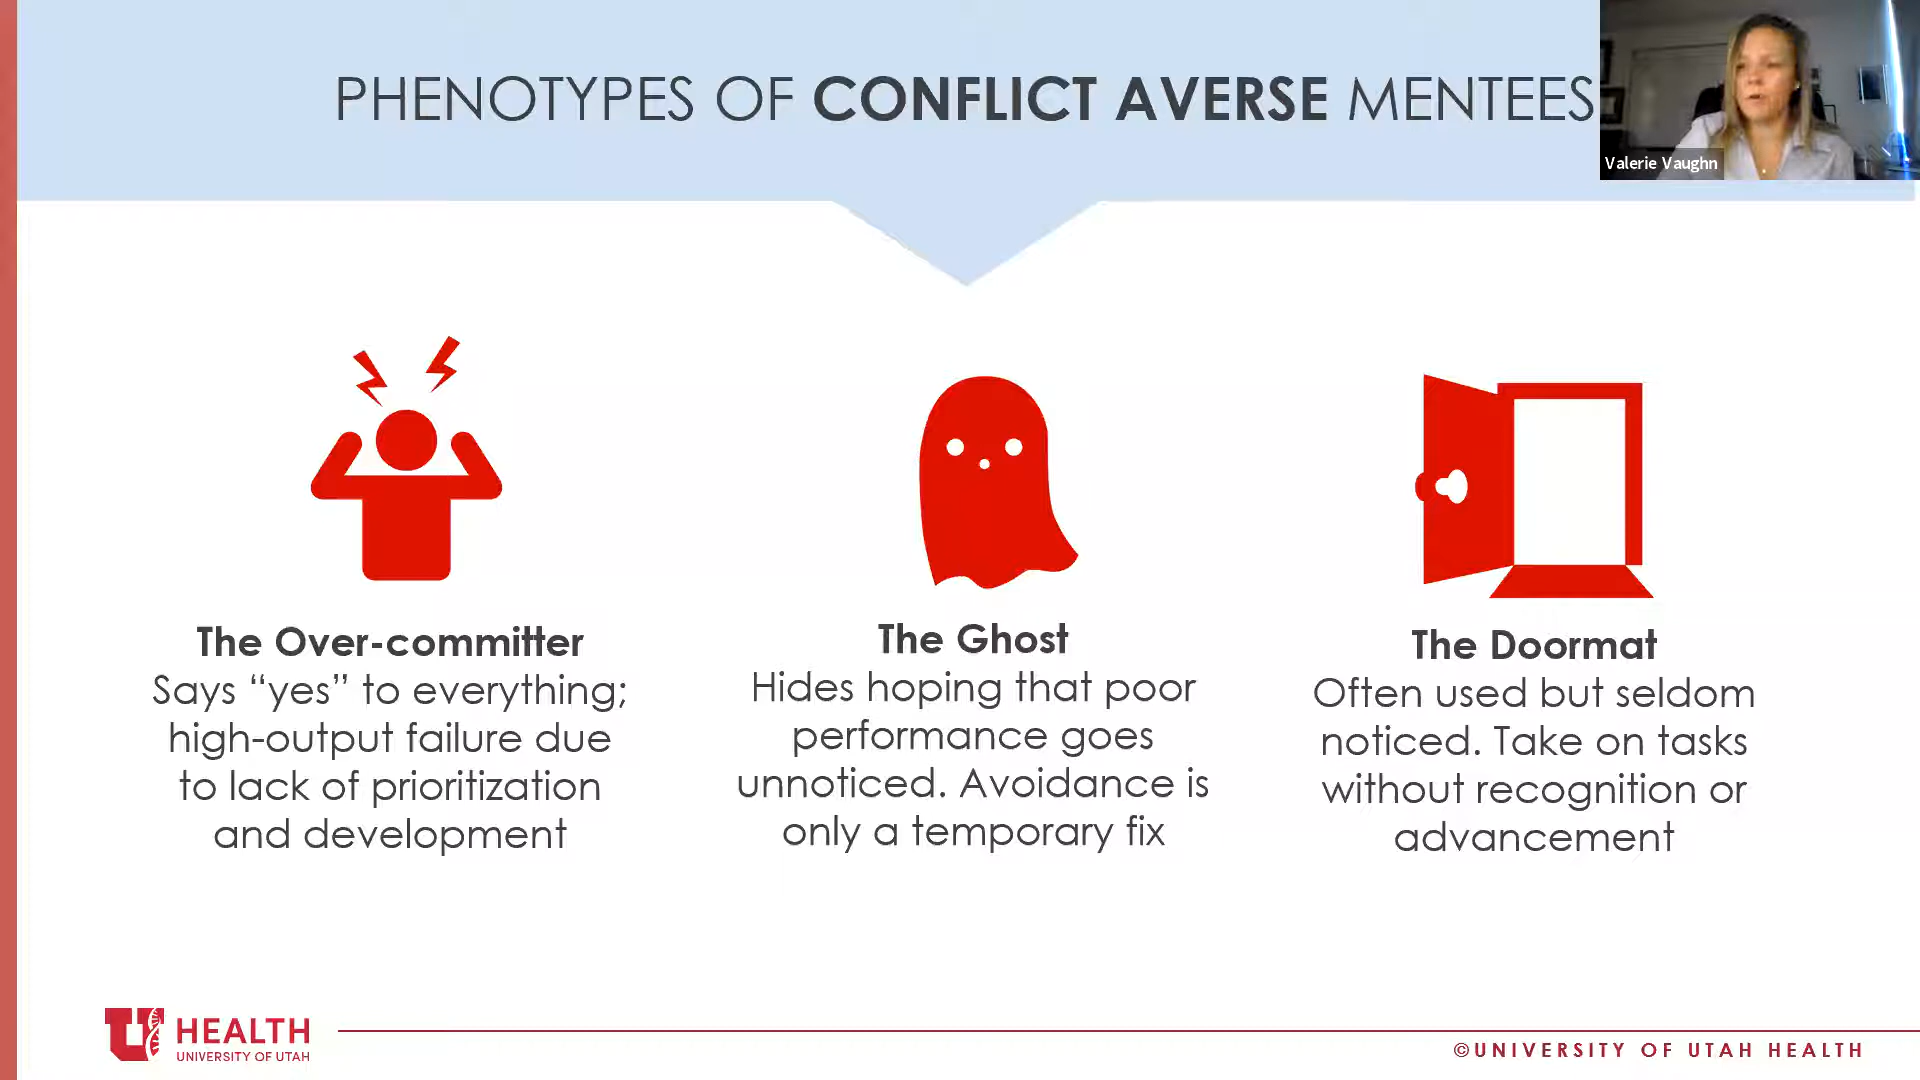 PHENOTYPES OF CONFLICT AVERSE MENTEES
Valerie Vaughn
The Over-committer
Says “yes” to everything;
high-output failure due
to lack of prioritization
and development
The Ghost
Hides hoping that poor
performance goes
unnoticed. Avoidance is
only a temporary fix
The Doormat
Often used but seldom
noticed. Take on tasks
without recognition or
advancement
U HEALTH
UNIVERSITY OF UTAH
©UNIVERSITY OF UTAH HEALTH